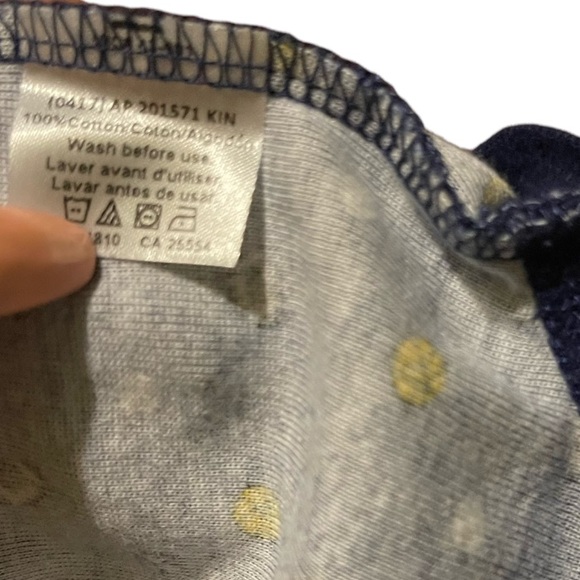 (0417) AP 201571 KIN
100% Cotton/Coton/Algodón
Wash before use.
Laver avant d'utiliser.
Lavar antes de usar.
810 CA 25554